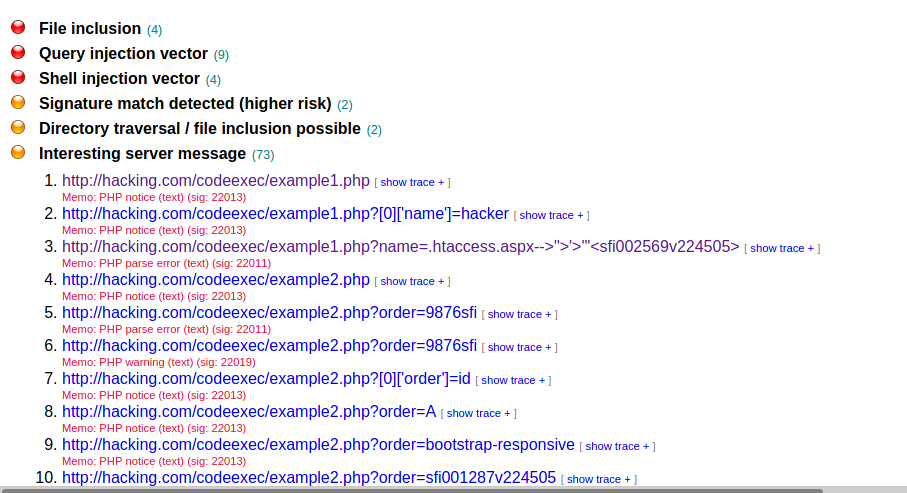 File inclusion (4)
Query injection vector (9)
Shell injection vector (4)
Signature match detected (higher risk) (2)
Directory traversal / file inclusion possible (2)
Interesting server message (73)
1. http://hacking.com/codeexec/example1.php [ show trace + ]
Memo: PHP notice (text) (sig: 22013)
2. http://hacking.com/codeexec/example1.php?[0]['name']=hacker [ show trace + ]
Memo: PHP notice (text) (sig: 22013)
3. http://hacking.com/codeexec/example1.php?name=.htaccess.aspx-->">'>'"<sfi002569v224505> [ show trace + ]
Memo: PHP parse error (text) (sig: 22011)
4. http://hacking.com/codeexec/example2.php [ show trace + ]
Memo: PHP notice (text) (sig: 22013)
5. http://hacking.com/codeexec/example2.php?order=9876sfi [ show trace + ]
Memo: PHP parse error (text) (sig: 22011)
6. http://hacking.com/codeexec/example2.php?order=9876sfi [ show trace + ]
Memo: PHP warning (text) (sig: 22019)
7. http://hacking.com/codeexec/example2.php?[0]['order']=id [ show trace + ]
Memo: PHP notice (text) (sig: 22013)
8. http://hacking.com/codeexec/example2.php?order=A [ show trace + ]
Memo: PHP notice (text) (sig: 22013)
9. http://hacking.com/codeexec/example2.php?order=bootstrap-responsive [ show trace + ]
Memo: PHP notice (text) (sig: 22013)
10. http://hacking.com/codeexec/example2.php?order=sfi001287v224505 [ show trace + ]